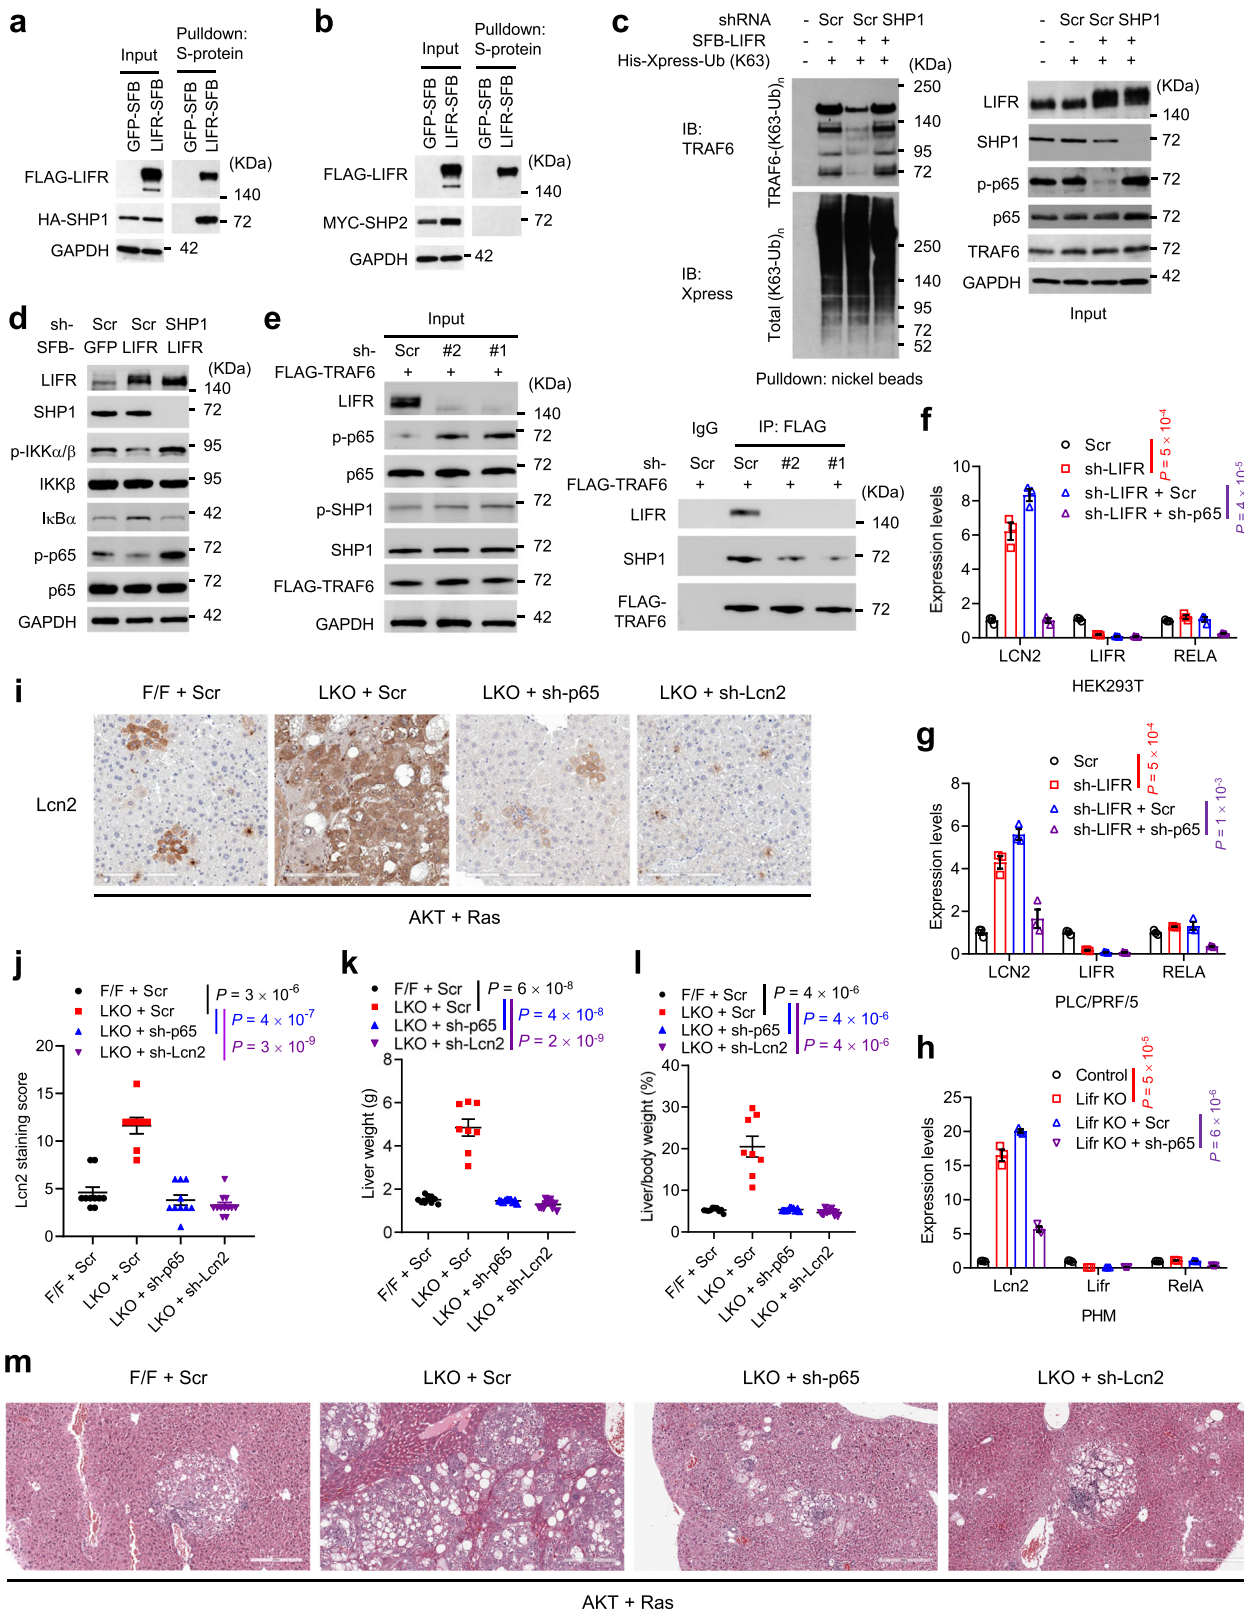 a
Input
Pulldown:
S-protein
GFP-SFB
LIFR-SFB
GFP-SFB
LIFR-SFB
(KDa)
FLAG-LIFR
140
HA-SHP1
72
GAPDH
42
b
Input
Pulldown:
S-protein
GFP-SFB
LIFR-SFB
GFP-SFB
LIFR-SFB
(KDa)
FLAG-LIFR
140
MYC-SHP2
72
GAPDH
42
c
shRNA - Scr Scr SHP1
SFB-LIFR - - + +
His-Xpress-Ub (K63) - + + +
(KDa)
IB:
TRAF6
TRAF6-(K63-Ub)n
250
140
95
72
IB:
Xpress
Total (K63-Ub)n
250
140
95
72
52
Pulldown: nickel beads
- Scr Scr SHP1
- - + +
- + + +
(KDa)
LIFR
140
SHP1
72
p-p65
72
p65
72
TRAF6
72
GAPDH
42
Input
d
sh- Scr Scr SHP1
SFB- GFP LIFR LIFR
(KDa)
LIFR
140
SHP1
72
p-IKKα/β
95
IKKβ
95
IκBα
42
p-p65
72
p65
72
GAPDH
42
e
Input
sh- Scr #2 #1
FLAG-TRAF6 + + +
(KDa)
LIFR
140
p-p65
72
p65
72
p-SHP1
72
SHP1
72
FLAG-TRAF6
72
GAPDH
42
IgG IP: FLAG
sh- Scr Scr #2 #1
FLAG-TRAF6 + + + +
(KDa)
LIFR
140
SHP1
72
FLAG-
TRAF6
72
f
Scr
sh-LIFR
sh-LIFR + Scr
sh-LIFR + sh-p65
P = 5 × 10⁻⁴
P = 4 × 10⁻⁵
Expression levels
10
8
6
4
2
0
LCN2 LIFR RELA
HEK293T
g
Scr
sh-LIFR
sh-LIFR + Scr
sh-LIFR + sh-p65
P = 5 × 10⁻⁴
P = 1 × 10⁻³
Expression levels
8
6
4
2
0
LCN2 LIFR RELA
PLC/PRF/5
h
Control
Lifr KO
Lifr KO + Scr
Lifr KO + sh-p65
P = 5 × 10⁻⁵
P = 6 × 10⁻⁶
Expression levels
25
20
15
10
5
0
Lcn2 Lifr RelA
PHM
i
F/F + Scr LKO + Scr LKO + sh-p65 LKO + sh-Lcn2
Lcn2
AKT + Ras
j
F/F + Scr
LKO + Scr
LKO + sh-p65
LKO + sh-Lcn2
P = 3 × 10⁻⁶
P = 4 × 10⁻⁷
P = 3 × 10⁻⁹
Lcn2 staining score
20
15
10
5
0
F/F + Scr
LKO + Scr
LKO + sh-p65
LKO + sh-Lcn2
k
F/F + Scr
LKO + Scr
LKO + sh-p65
LKO + sh-Lcn2
P = 6 × 10⁻⁸
P = 4 × 10⁻⁸
P = 2 × 10⁻⁹
Liver weight (g)
8
6
4
2
0
F/F + Scr
LKO + Scr
LKO + sh-p65
LKO + sh-Lcn2
l
F/F + Scr
LKO + Scr
LKO + sh-p65
LKO + sh-Lcn2
P = 4 × 10⁻⁶
P = 4 × 10⁻⁶
P = 4 × 10⁻⁶
Liver/body weight (%)
40
30
20
10
0
F/F + Scr
LKO + Scr
LKO + sh-p65
LKO + sh-Lcn2
m
F/F + Scr LKO + Scr LKO + sh-p65 LKO + sh-Lcn2
AKT + Ras